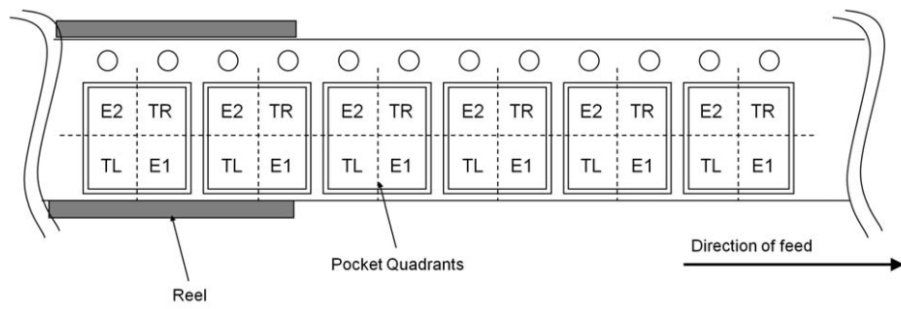 E2 TR E2 TR E2 TR E2 TR E2 TR E2 TR
TL E1 TL E1 TL E1 TL E1 TL E1 TL E1
Direction of feed
Pocket Quadrants
Reel